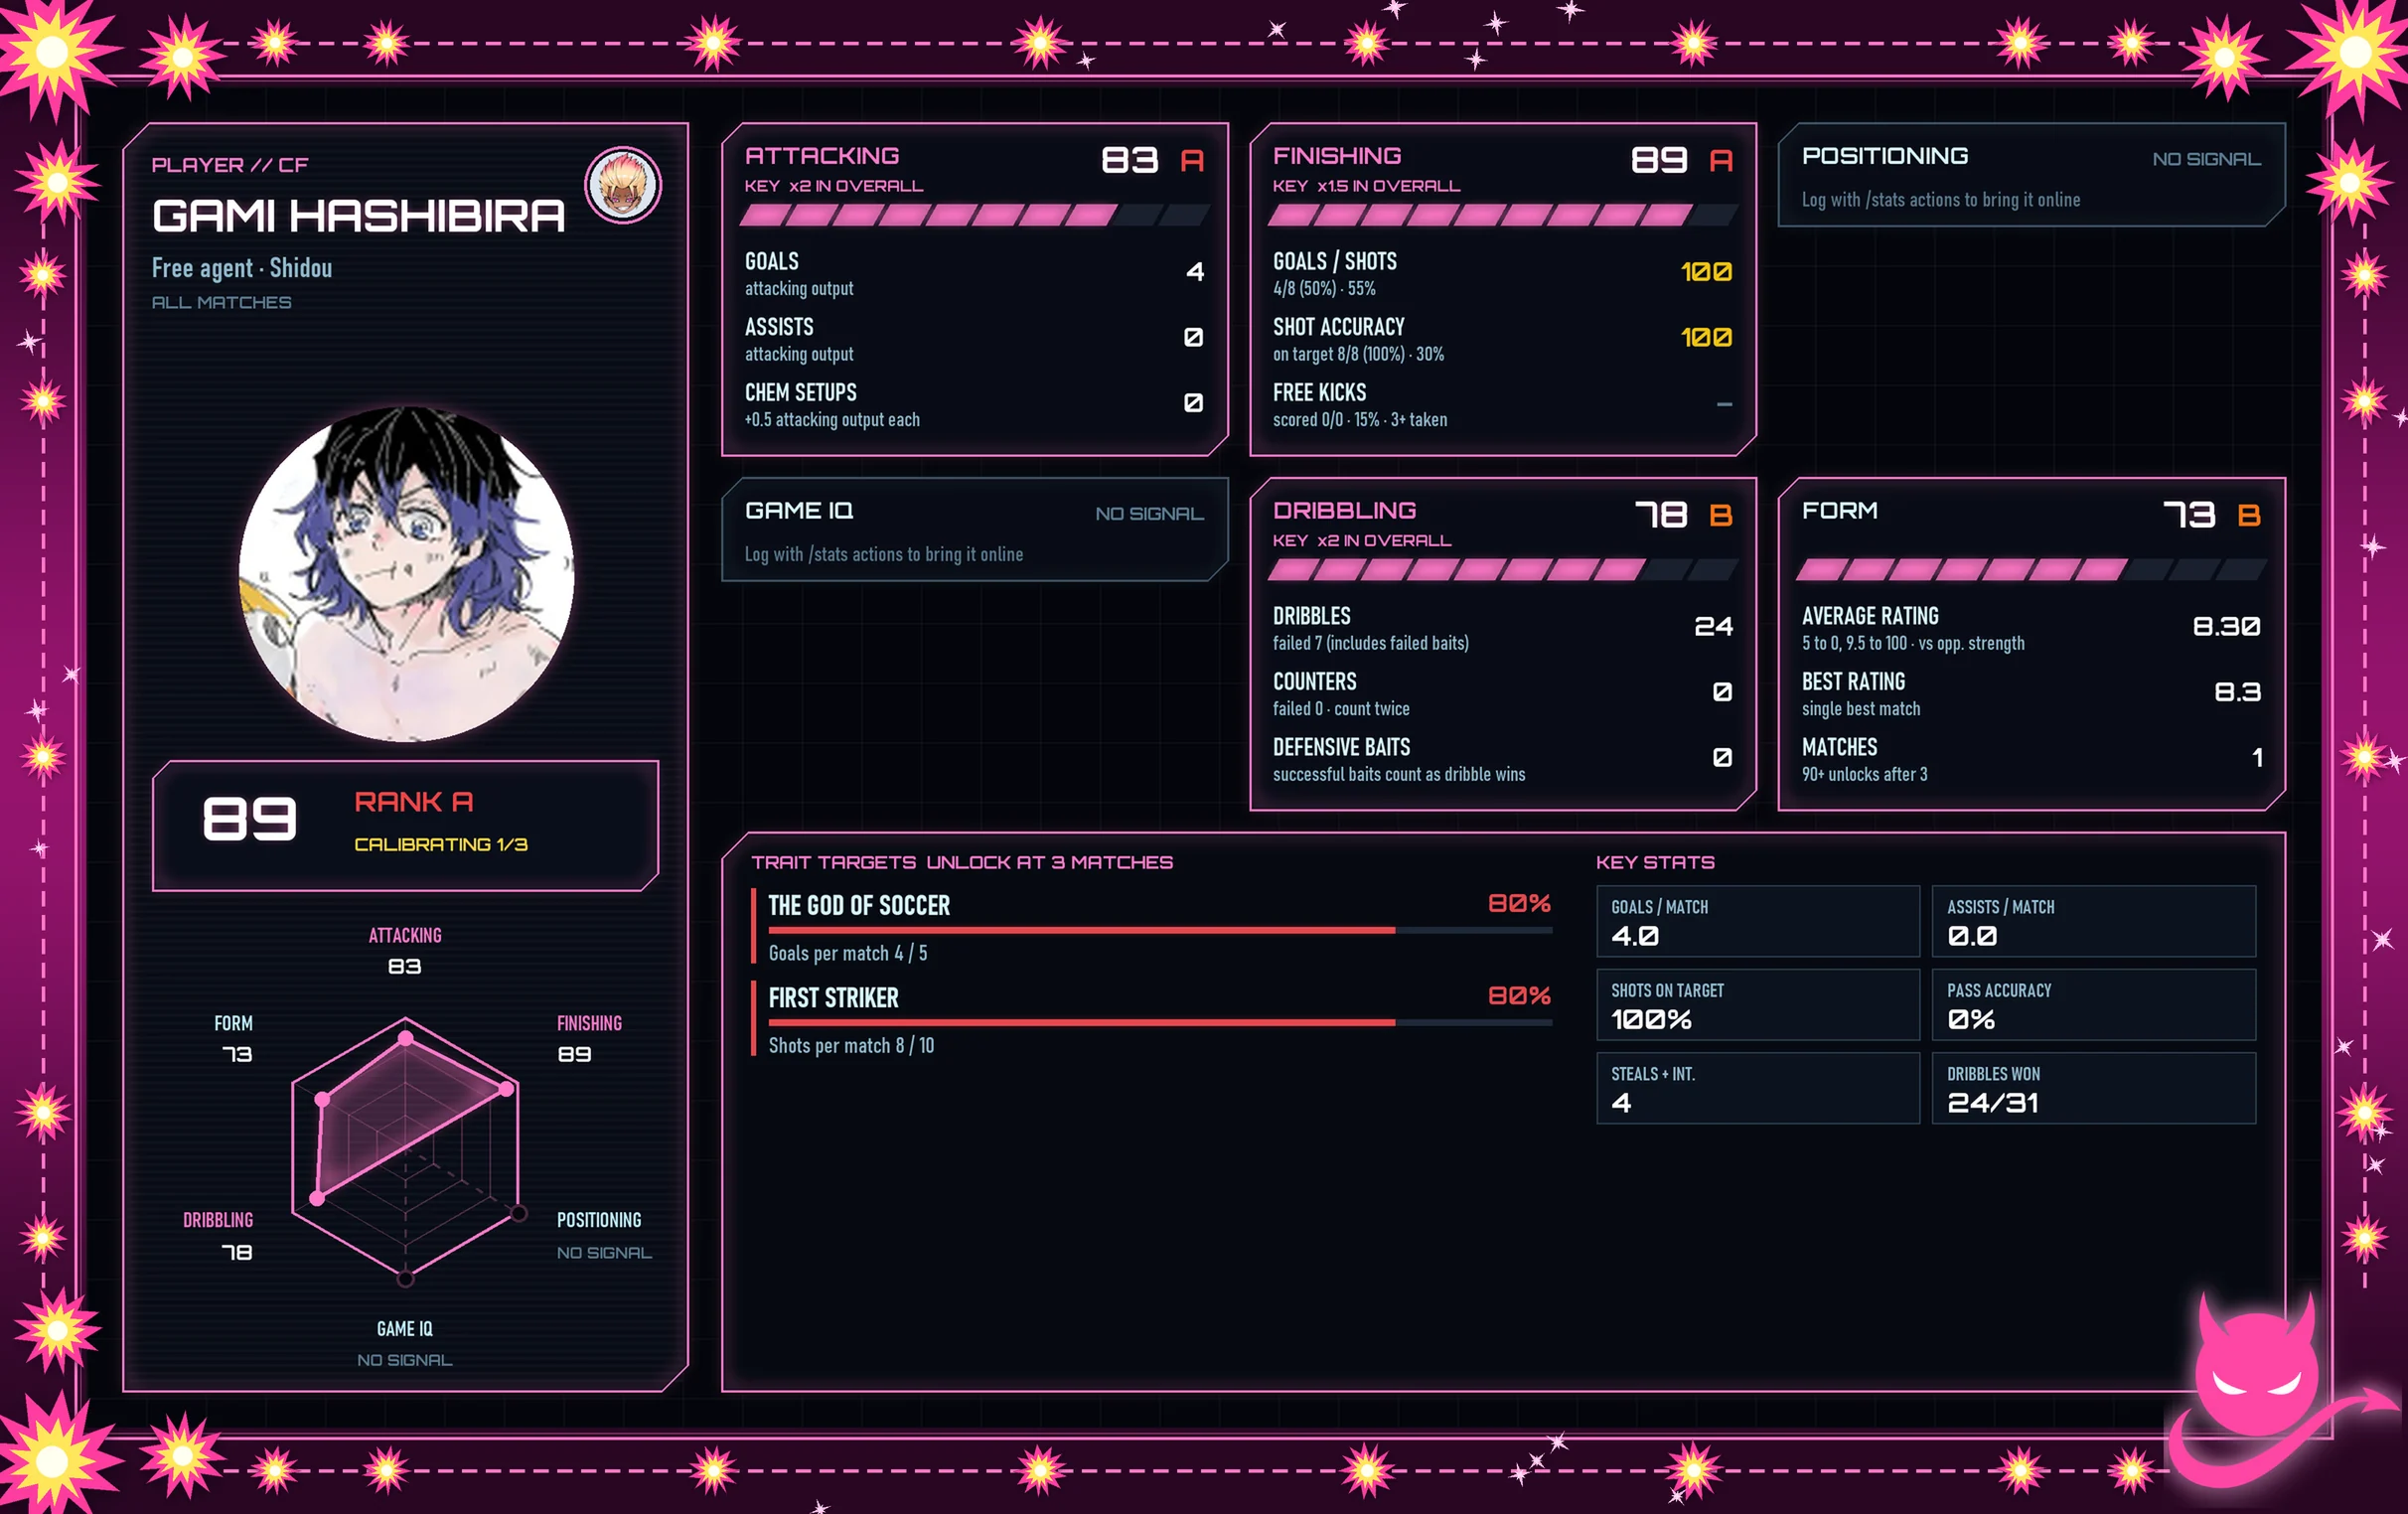 PLAYER // CF
GAMI HASHIBIRA
Free agent · Shidou
ALL MATCHES
89
RANK A
CALIBRATING 1/3
ATTACKING
83
FORM
73
FINISHING
89
DRIBBLING
78
POSITIONING
NO SIGNAL
GAME IQ
NO SIGNAL
ATTACKING 83 A
KEY x2 IN OVERALL
GOALS 4
attacking output
ASSISTS 0
attacking output
CHEM SETUPS 0
+0.5 attacking output each
FINISHING 89 A
KEY x1.5 IN OVERALL
GOALS / SHOTS 100
4/8 (50%) · 55%
SHOT ACCURACY 100
on target 8/8 (100%) · 30%
FREE KICKS –
scored 0/0 · 15% · 3+ taken
POSITIONING NO SIGNAL
Log with /stats actions to bring it online
GAME IQ NO SIGNAL
Log with /stats actions to bring it online
DRIBBLING 78 B
KEY x2 IN OVERALL
DRIBBLES 24
failed 7 (includes failed baits)
COUNTERS 0
failed 0 · count twice
DEFENSIVE BAITS 0
successful baits count as dribble wins
FORM 73 B
AVERAGE RATING 8.30
5 to 0, 9.5 to 100 · vs opp. strength
BEST RATING 8.3
single best match
MATCHES 1
90+ unlocks after 3
TRAIT TARGETS UNLOCK AT 3 MATCHES
THE GOD OF SOCCER 80%
Goals per match 4 / 5
FIRST STRIKER 80%
Shots per match 8 / 10
KEY STATS
GOALS / MATCH
4.0
ASSISTS / MATCH
0.0
SHOTS ON TARGET
100%
PASS ACCURACY
0%
STEALS + INT.
4
DRIBBLES WON
24/31